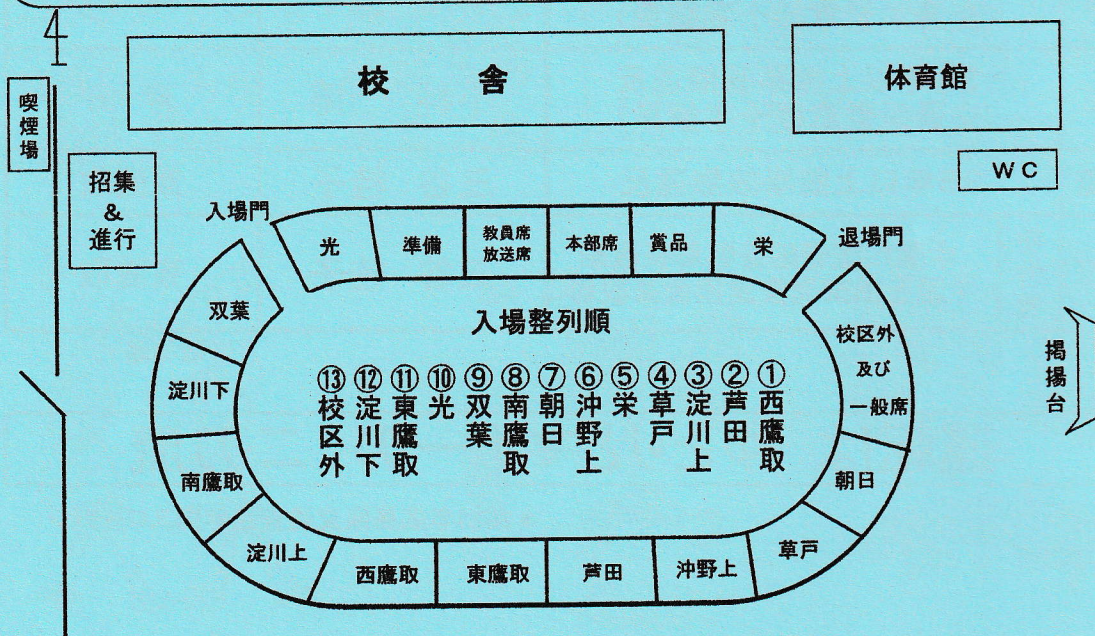 校舎
体育館
喫煙場
WC
招集
&
進行
入場門
光
準備
教員席
放送席
本部席
賞品
栄
退場門
双葉
校区外
及び
一般席
入場整列順
①西鷹取
②芦田
③淀川上
④草戸
⑤栄
⑥沖野上
⑦朝日
⑧南鷹取
⑨双葉
⑩光
⑪東鷹取
⑫淀川下
⑬校区外
掲揚台
淀川下
南鷹取
朝日
淀川上
西鷹取
東鷹取
芦田
沖野上
草戸